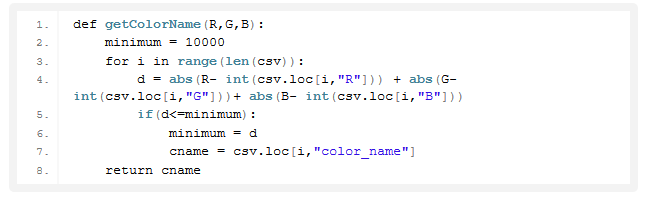 1. def getColorName(R,G,B):
2.     minimum = 10000
3.     for i in range(len(csv)):
4.         d = abs(R- int(csv.loc[i,"R"])) + abs(G-
int(csv.loc[i,"G"]))+ abs(B- int(csv.loc[i,"B"]))
5.         if(d<=minimum):
6.             minimum = d
7.             cname = csv.loc[i,"color_name"]
8.     return cname